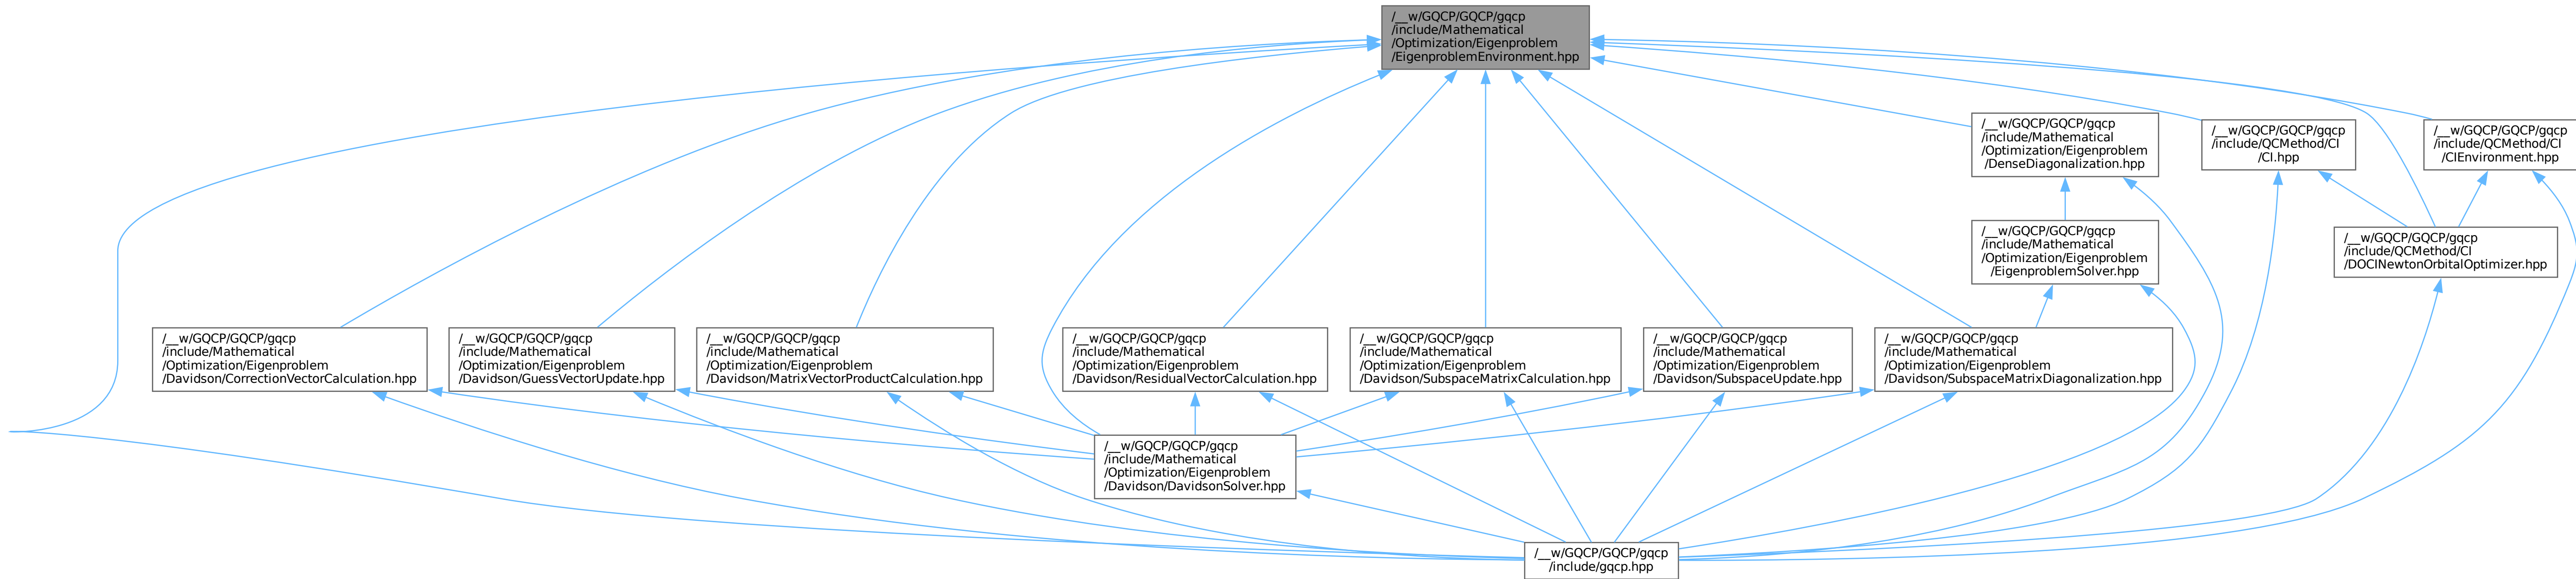 /__w/GQCP/GQCP/gqcp
/include/Mathematical
/Optimization/Eigenproblem
/EigenproblemEnvironment.hpp
/__w/GQCP/GQCP/gqcp
/include/Mathematical
/Optimization/Eigenproblem
/DenseDiagonalization.hpp
/__w/GQCP/GQCP/gqcp
/include/QCMethod/CI
/CI.hpp
/__w/GQCP/GQCP/gqcp
/include/QCMethod/CI
/CIEnvironment.hpp
/__w/GQCP/GQCP/gqcp
/include/Mathematical
/Optimization/Eigenproblem
/EigenproblemSolver.hpp
/__w/GQCP/GQCP/gqcp
/include/QCMethod/CI
/DOCINewtonOrbitalOptimizer.hpp
/__w/GQCP/GQCP/gqcp
/include/Mathematical
/Optimization/Eigenproblem
/Davidson/CorrectionVectorCalculation.hpp
/__w/GQCP/GQCP/gqcp
/include/Mathematical
/Optimization/Eigenproblem
/Davidson/GuessVectorUpdate.hpp
/__w/GQCP/GQCP/gqcp
/include/Mathematical
/Optimization/Eigenproblem
/Davidson/MatrixVectorProductCalculation.hpp
/__w/GQCP/GQCP/gqcp
/include/Mathematical
/Optimization/Eigenproblem
/Davidson/ResidualVectorCalculation.hpp
/__w/GQCP/GQCP/gqcp
/include/Mathematical
/Optimization/Eigenproblem
/Davidson/SubspaceMatrixCalculation.hpp
/__w/GQCP/GQCP/gqcp
/include/Mathematical
/Optimization/Eigenproblem
/Davidson/SubspaceUpdate.hpp
/__w/GQCP/GQCP/gqcp
/include/Mathematical
/Optimization/Eigenproblem
/Davidson/SubspaceMatrixDiagonalization.hpp
/__w/GQCP/GQCP/gqcp
/include/Mathematical
/Optimization/Eigenproblem
/Davidson/DavidsonSolver.hpp
/__w/GQCP/GQCP/gqcp
/include/gqcp.hpp